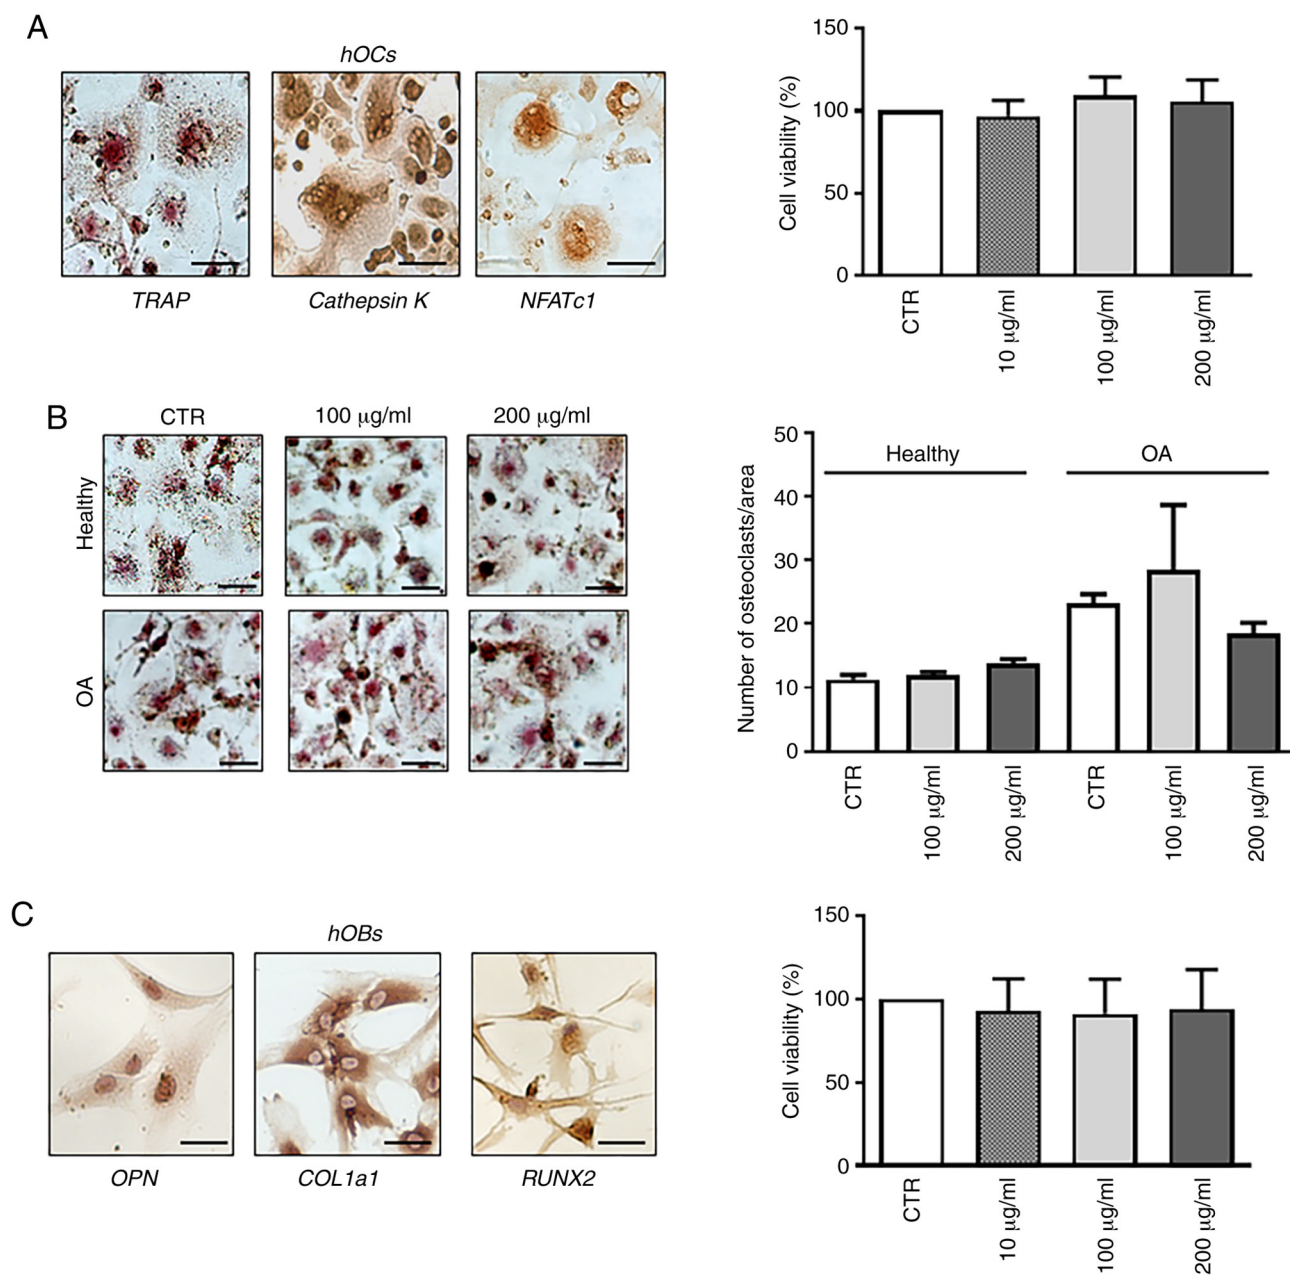 A
hOCs
TRAP
Cathepsin K
NFATc1
150
100
50
0
Cell viability (%)
CTR
10 µg/ml
100 µg/ml
200 µg/ml
B
CTR
100 µg/ml
200 µg/ml
Healthy
OA
50
40
30
20
10
0
Number of osteoclasts/area
Healthy
OA
CTR
100 µg/ml
200 µg/ml
CTR
100 µg/ml
200 µg/ml
C
hOBs
OPN
COL1a1
RUNX2
150
100
50
0
Cell viability (%)
CTR
10 µg/ml
100 µg/ml
200 µg/ml